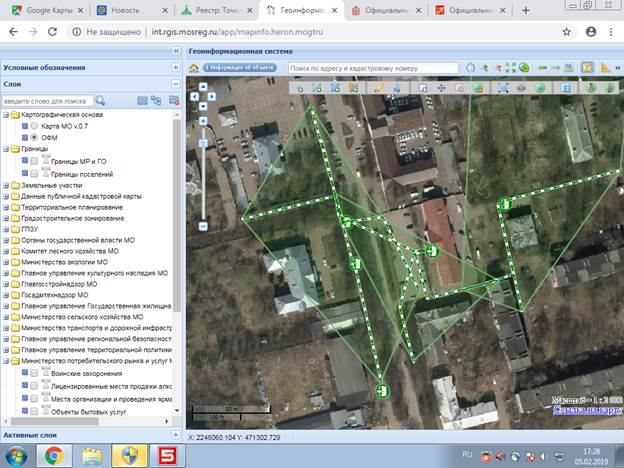 Google Карты
Новость
Реестр: Точки
Геоинформа
Официальны
Официальны
Не защищено | int.rgis.mosreg.ru/app/mapinfo.heron.mogtru
Геоинформационная система
Условные обозначения
Информация об объекте
Поиск по адресу и кадастровому номеру
Слои
введите слово для поиска
Картографическая основа
Карта МО v.0.7
ОФМ
Границы
Границы МР и ГО
Границы поселений
Земельные участки
Данные публичной кадастровой карты
Территориальное планирование
Градостроительное зонирование
ГПЗУ
Органы государственной власти МО
Комитет лесного хозяйства МО
Министерство экологии МО
Главное управление культурного наследия МО
Главгосстройнадзор МО
Госадмтехнадзор МО
Главное управление Государственная жилищна
Министерство сельского хозяйства МО
Министерство транспорта и дорожной инфрастр
Главное управление региональной безопасност
Главное управление территориальной политики
Министерство потребительского рынка и услуг М
Воинские захоронения
Лицензированные места продажи алко
Места организации и проведения ярма
Объекты бытовых услуг
50 m
100 ft
Масштаб = 1 : 2 000
Ссылка на карту
Активные слои
X: 2246060.104 Y: 471302.729
RU
17:28
05.02.2019